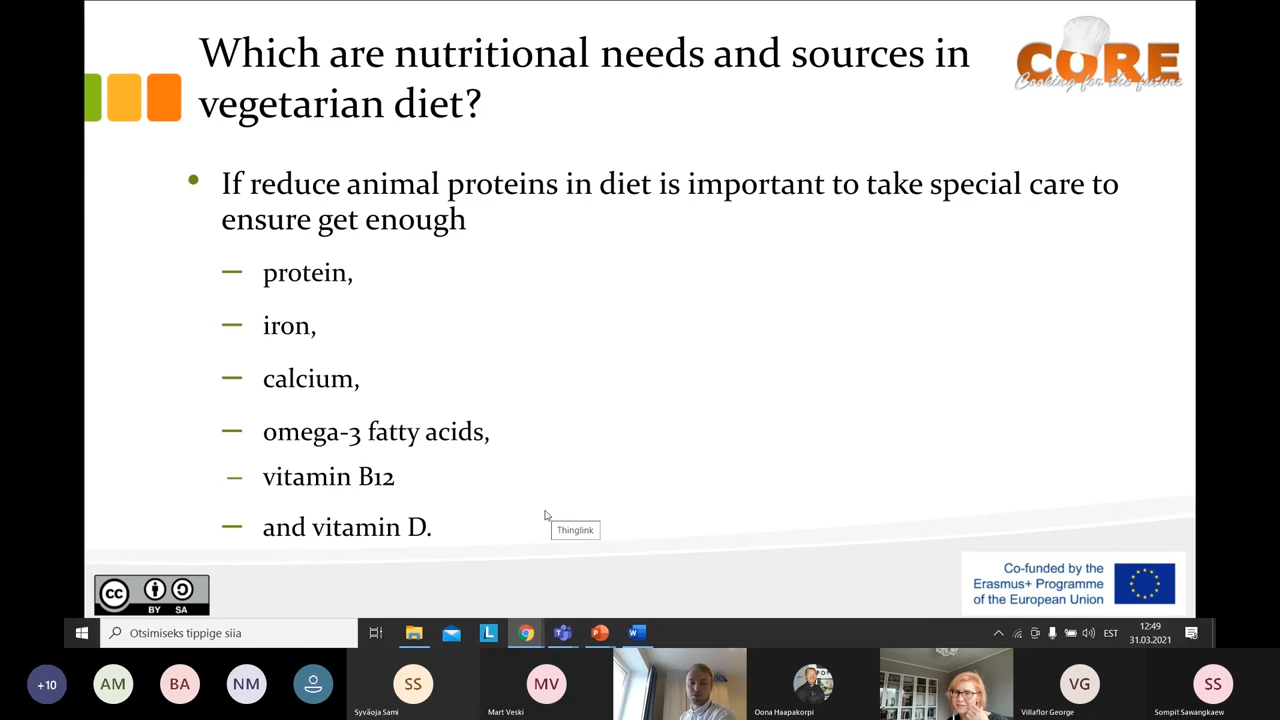 Which are nutritional needs and sources in
vegetarian diet?
CORE
Cooking for the future
If reduce animal proteins in diet is important to take special care to
ensure get enough
protein,
iron,
calcium,
omega-3 fatty acids,
vitamin B12
and vitamin D.
Thinglink
CC BY SA
Co-funded by the
Erasmus+ Programme
of the European Union
Otsimiseks tippige siia
L
EST
12:49
31.03.2021
+10
AM
BA
NM
SS
Syväoja Sami
MV
Mart Veski
Oona Haapakorpi
VG
Villaflor George
SS
Sompit Sawangkaew